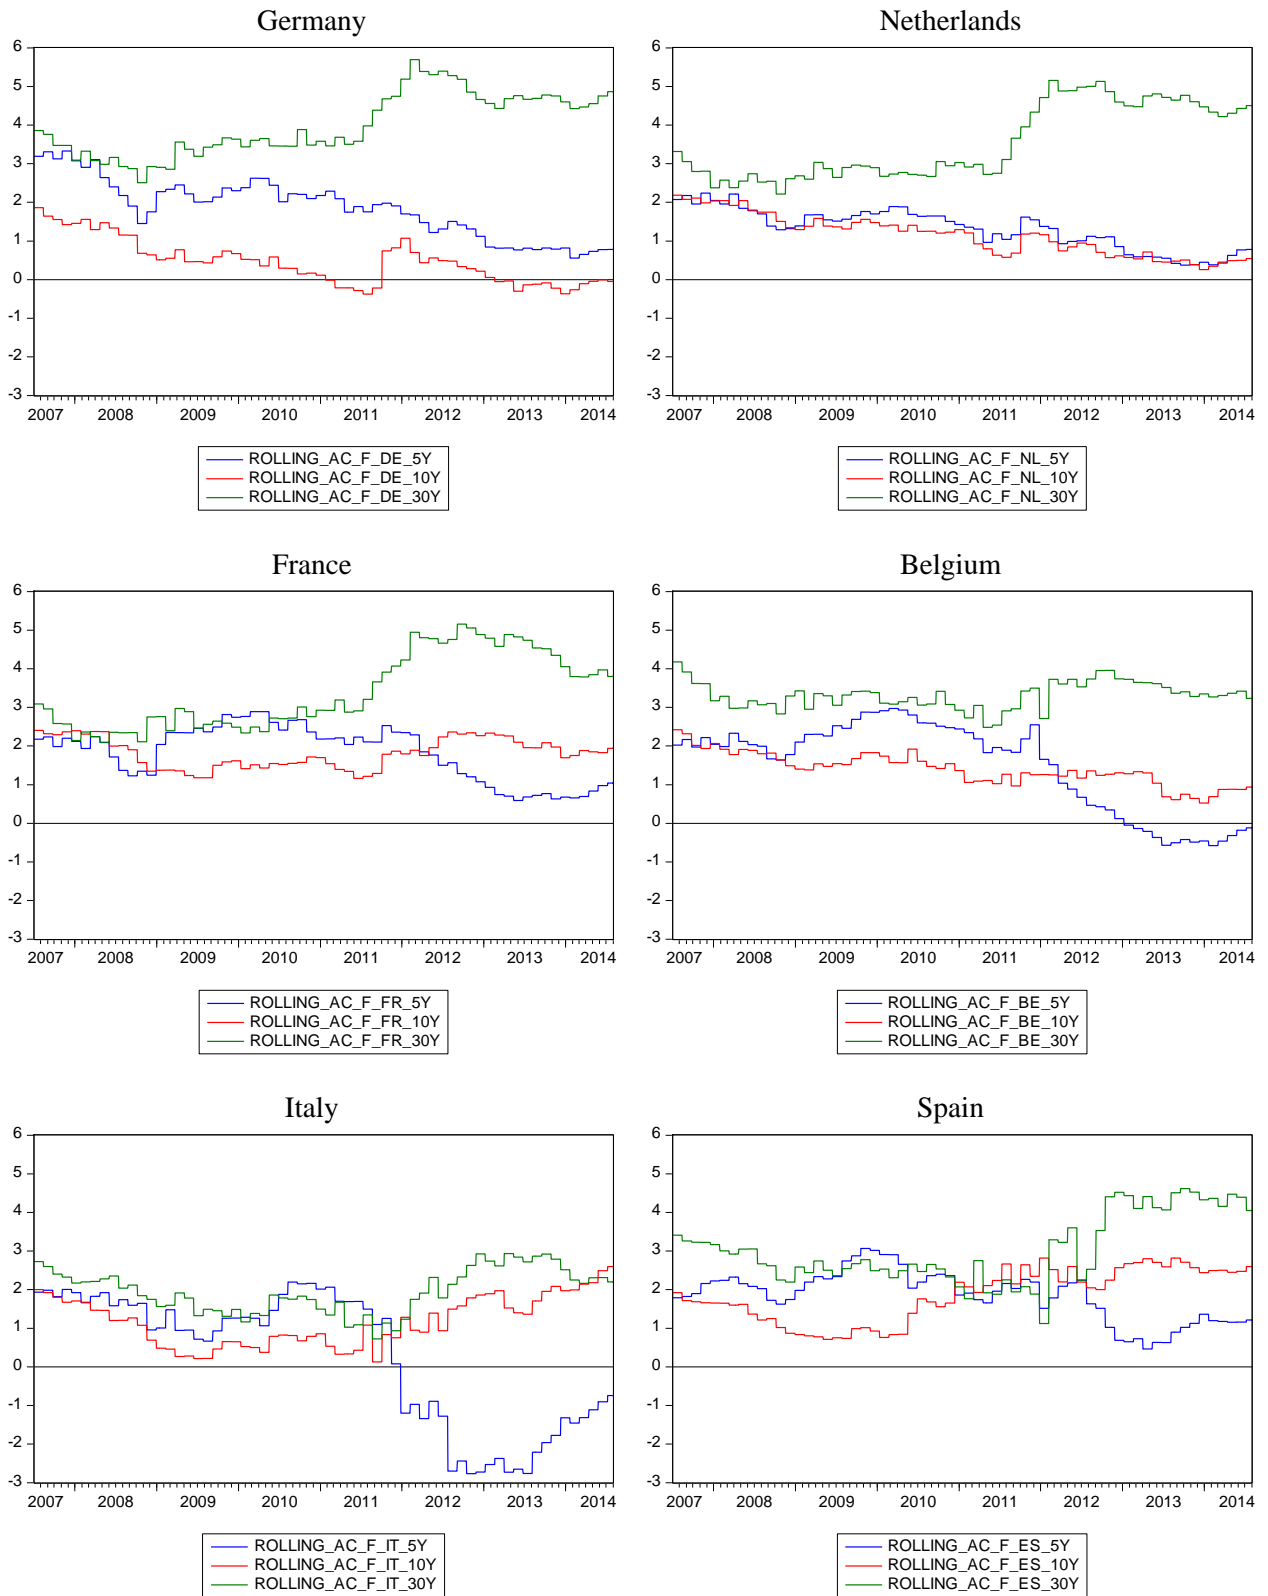 Germany
6
5
4
3
2
1
0
-1
-2
-3
2007 2008 2009 2010 2011 2012 2013 2014
ROLLING_AC_F_DE_5Y
ROLLING_AC_F_DE_10Y
ROLLING_AC_F_DE_30Y
Netherlands
6
5
4
3
2
1
0
-1
-2
-3
2007 2008 2009 2010 2011 2012 2013 2014
ROLLING_AC_F_NL_5Y
ROLLING_AC_F_NL_10Y
ROLLING_AC_F_NL_30Y
France
6
5
4
3
2
1
0
-1
-2
-3
2007 2008 2009 2010 2011 2012 2013 2014
ROLLING_AC_F_FR_5Y
ROLLING_AC_F_FR_10Y
ROLLING_AC_F_FR_30Y
Belgium
6
5
4
3
2
1
0
-1
-2
-3
2007 2008 2009 2010 2011 2012 2013 2014
ROLLING_AC_F_BE_5Y
ROLLING_AC_F_BE_10Y
ROLLING_AC_F_BE_30Y
Italy
6
5
4
3
2
1
0
-1
-2
-3
2007 2008 2009 2010 2011 2012 2013 2014
ROLLING_AC_F_IT_5Y
ROLLING_AC_F_IT_10Y
ROLLING_AC_F_IT_30Y
Spain
6
5
4
3
2
1
0
-1
-2
-3
2007 2008 2009 2010 2011 2012 2013 2014
ROLLING_AC_F_ES_5Y
ROLLING_AC_F_ES_10Y
ROLLING_AC_F_ES_30Y